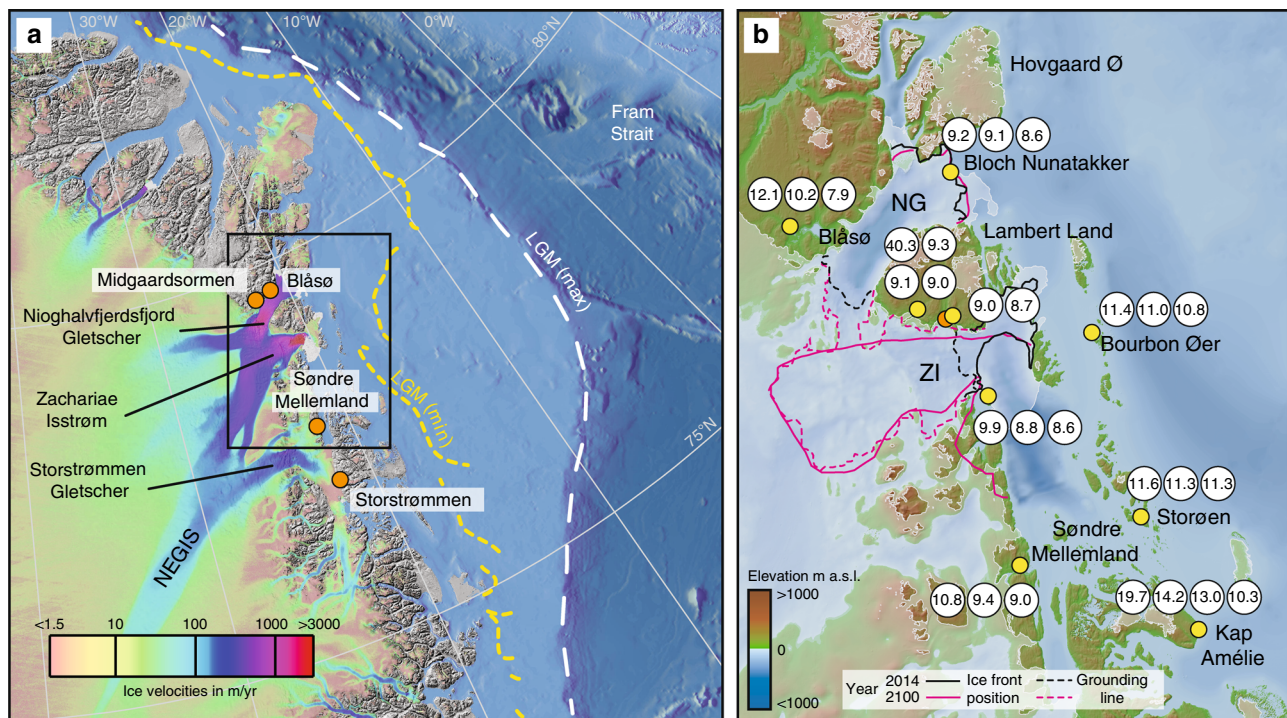 a
30°W
20°W
10°W
0°W
80°N
Fram
Strait
LGM (max)
Midgaardsormen
Blåsø
Nioghalvfjerdsfjord
Gletscher
Zachariae
Isstrøm
Søndre
Mellemland
LGM (min)
75°N
Storstrømmen
Gletscher
Storstrømmen
NEGIS
<1.5
10
100
1000
>3000
Ice velocities in m/yr
b
Hovgaard Ø
9.2 9.1 8.6
Bloch Nunatakker
12.1 10.2 7.9
NG
Blåsø
Lambert Land
40.3 9.3
9.1 9.0
9.0 8.7
11.4 11.0 10.8
Bourbon Øer
ZI
9.9 8.8 8.6
11.6 11.3 11.3
Storøen
Søndre
Mellemland
10.8 9.4 9.0
19.7 14.2 13.0 10.3
Kap
Amélie
Elevation m a.s.l.
>1000
0
<1000
Year
2014
2100
Ice front
position
Grounding
line